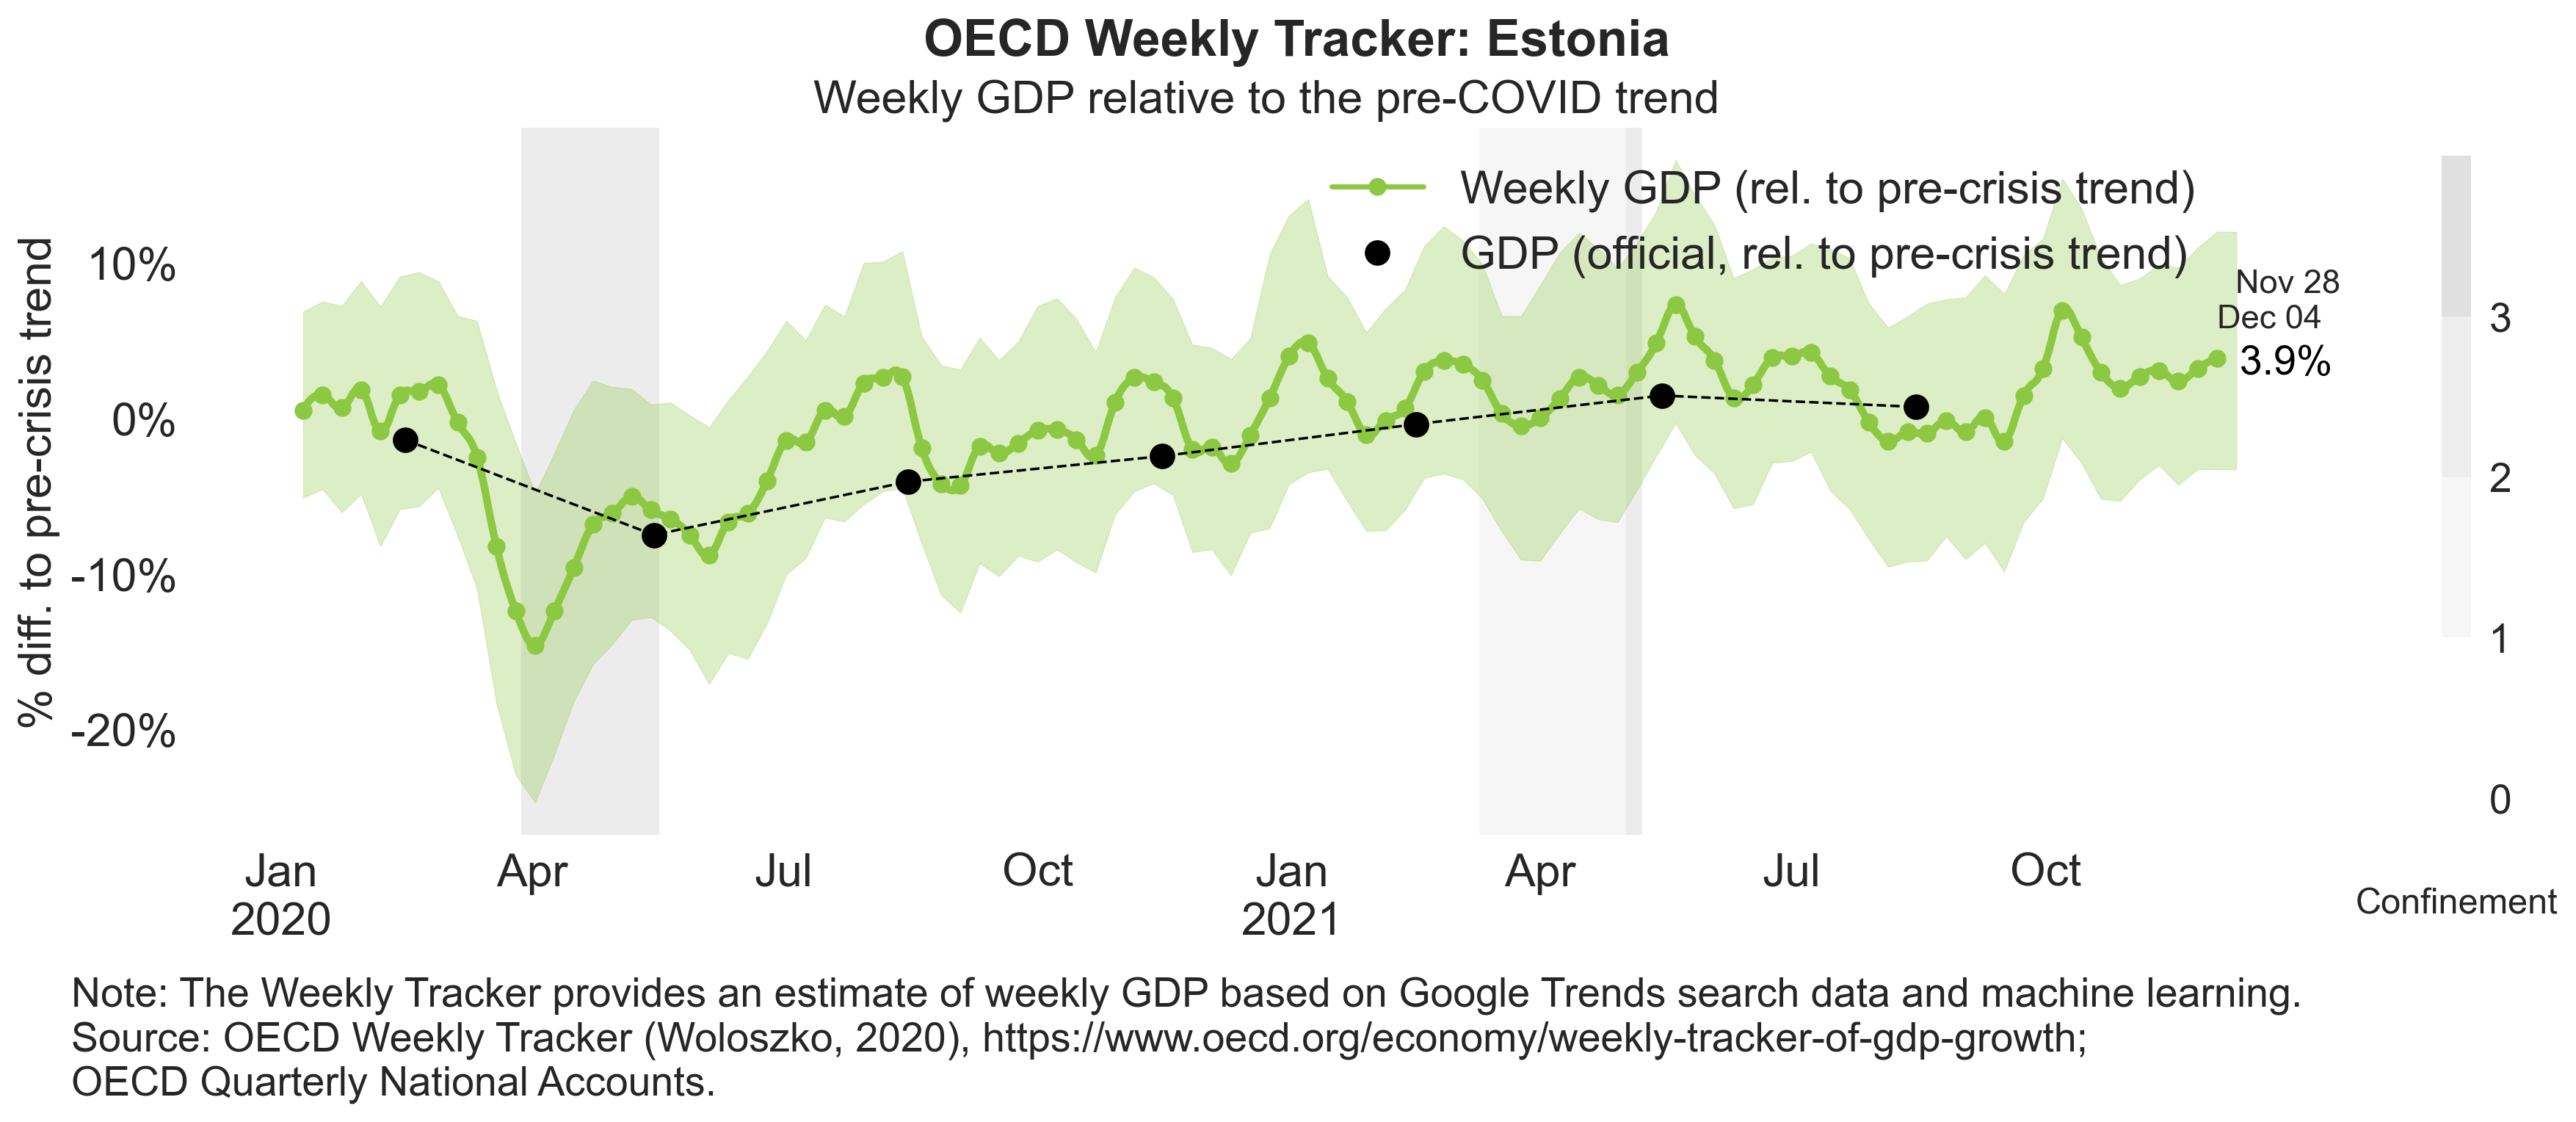 OECD Weekly Tracker: Estonia
Weekly GDP relative to the pre-COVID trend
Weekly GDP (rel. to pre-crisis trend)
GDP (official, rel. to pre-crisis trend)
% diff. to pre-crisis trend
10%
0%
-10%
-20%
Nov 28
Dec 04
3.9%
3
2
1
0
Confinement
Jan Apr Jul Oct Jan Apr Jul Oct
2020 2021
Note: The Weekly Tracker provides an estimate of weekly GDP based on Google Trends search data and machine learning.
Source: OECD Weekly Tracker (Woloszko, 2020), https://www.oecd.org/economy/weekly-tracker-of-gdp-growth;
OECD Quarterly National Accounts.